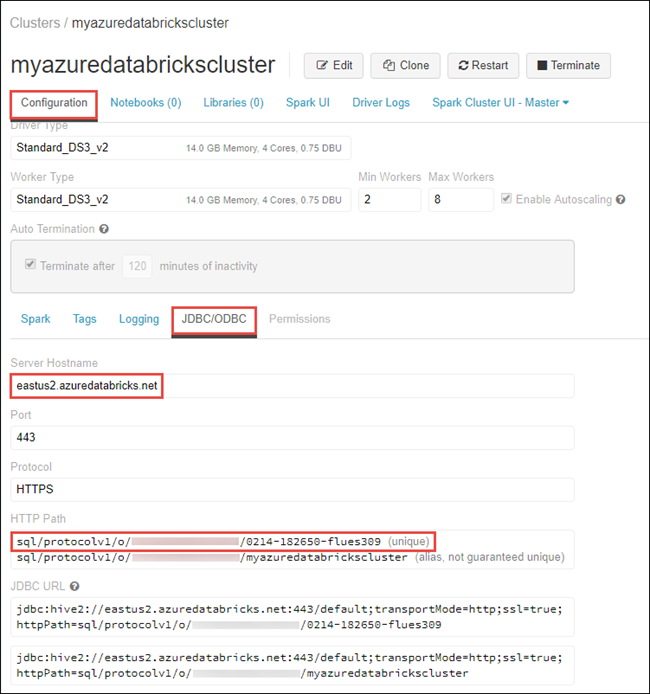 Clusters / myazuredatabrickscluster
myazuredatabrickscluster Edit Clone Restart Terminate
Configuration Notebooks (0) Libraries (0) Spark UI Driver Logs Spark Cluster UI - Master
Driver Type
Standard_DS3_v2 14.0 GB Memory, 4 Cores, 0.75 DBU
Worker Type Min Workers Max Workers
Standard_DS3_v2 14.0 GB Memory, 4 Cores, 0.75 DBU 2 8 Enable Autoscaling
Auto Termination
Terminate after 120 minutes of inactivity
Spark Tags Logging JDBC/ODBC Permissions
Server Hostname
eastus2.azuredatabricks.net
Port
443
Protocol
HTTPS
HTTP Path
sql/protocolv1/o/ /0214-182650-flues309 (unique)
sql/protocolv1/o/ /myazuredatabrickscluster (alias, not guaranteed unique)
JDBC URL
jdbc:hive2://eastus2.azuredatabricks.net:443/default;transportMode=http;ssl=true;
httpPath=sql/protocolv1/o/ /0214-182650-flues309
jdbc:hive2://eastus2.azuredatabricks.net:443/default;transportMode=http;ssl=true;
httpPath=sql/protocolv1/o/ /myazuredatabrickscluster